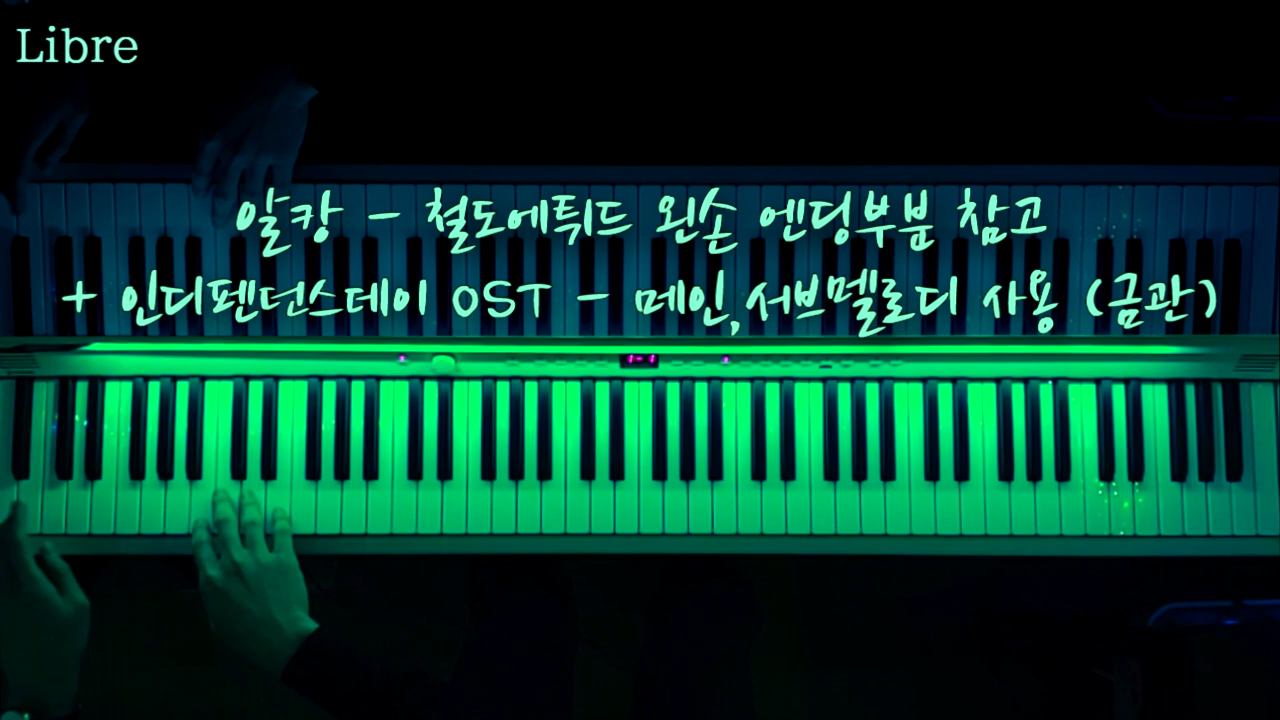 Libre
알캉 - 철도에튀드 왼손 엔딩부분 참고
+ 인디펜던스데이 OST - 메인,서브멜로디 사용 (금관)